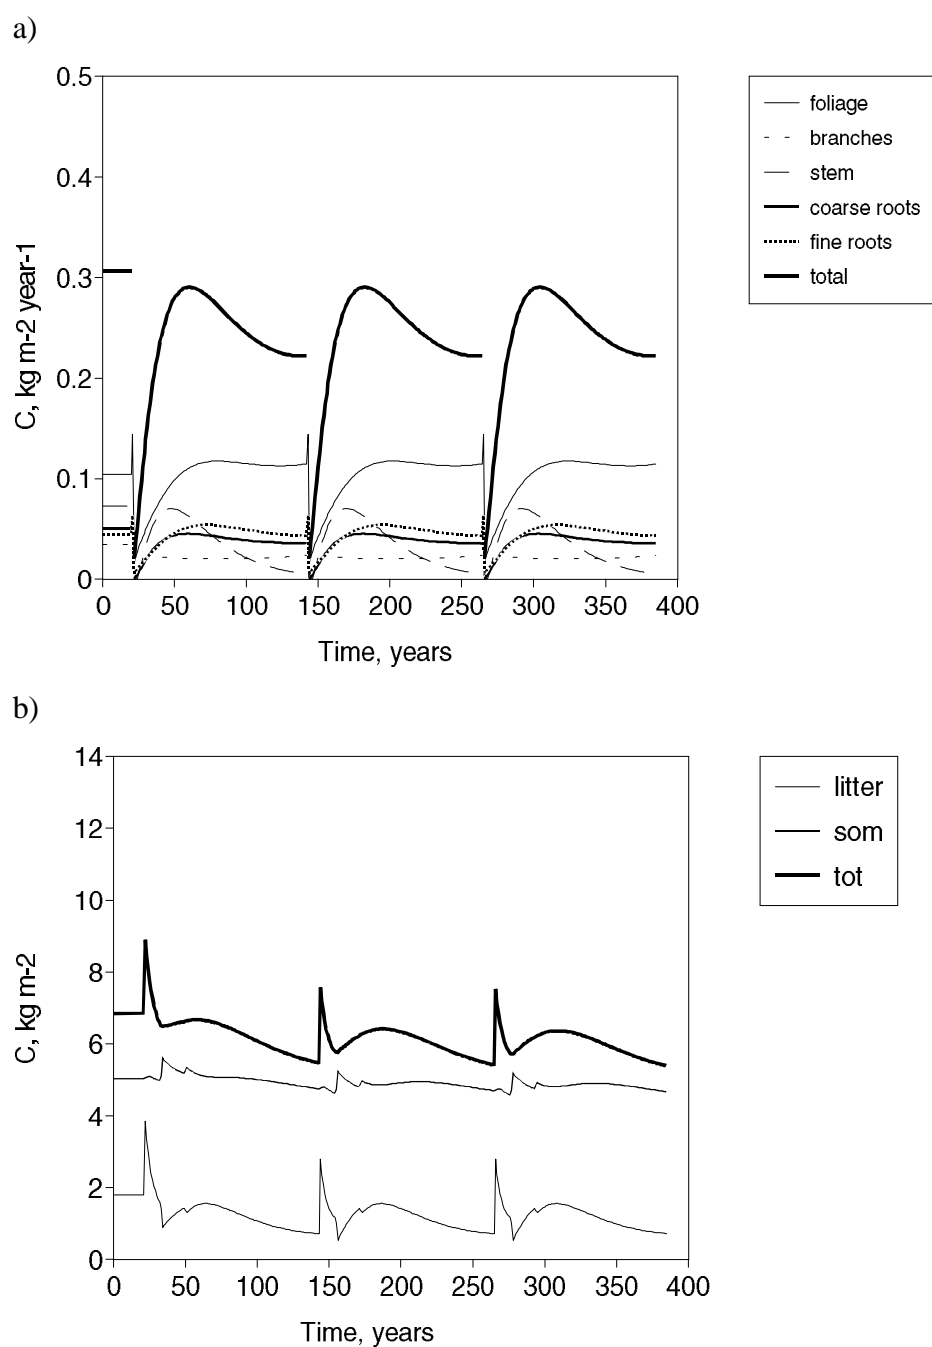 a)
0.5
0.4
0.3
0.2
0.1
0
C, kg m-2 year-1
0 50 100 150 200 250 300 350 400
Time, years
foliage
branches
stem
coarse roots
fine roots
total
b)
14
12
10
8
6
4
2
0
C, kg m-2
0 50 100 150 200 250 300 350 400
Time, years
litter
som
tot